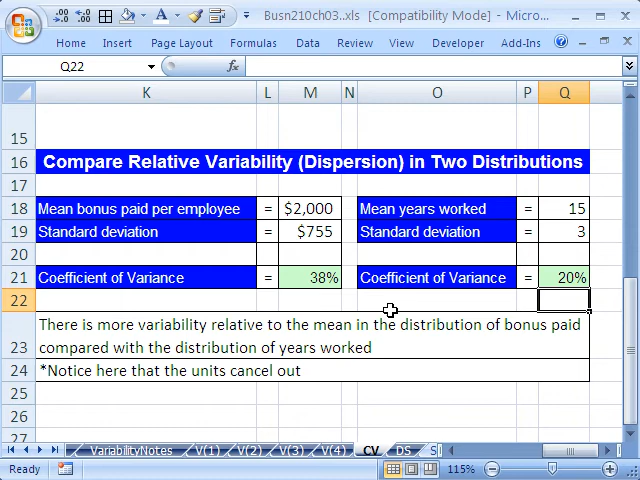 Busn210ch03..xls [Compatibility Mode] - Micro...
Home Insert Page Layout Formulas Data Review View Developer Add-Ins
Q22 fx
K L M N O P Q
15
16 Compare Relative Variability (Dispersion) in Two Distributions
17
18 Mean bonus paid per employee = $2,000 Mean years worked = 15
19 Standard deviation = $755 Standard deviation = 3
20
21 Coefficient of Variance = 38% Coefficient of Variance = 20%
22
There is more variability relative to the mean in the distribution of bonus paid
23 compared with the distribution of years worked
24 *Notice here that the units cancel out
25
26
27
VariabilityNotes V(1) V(2) V(3) V(4) CV DS S
Ready 115%